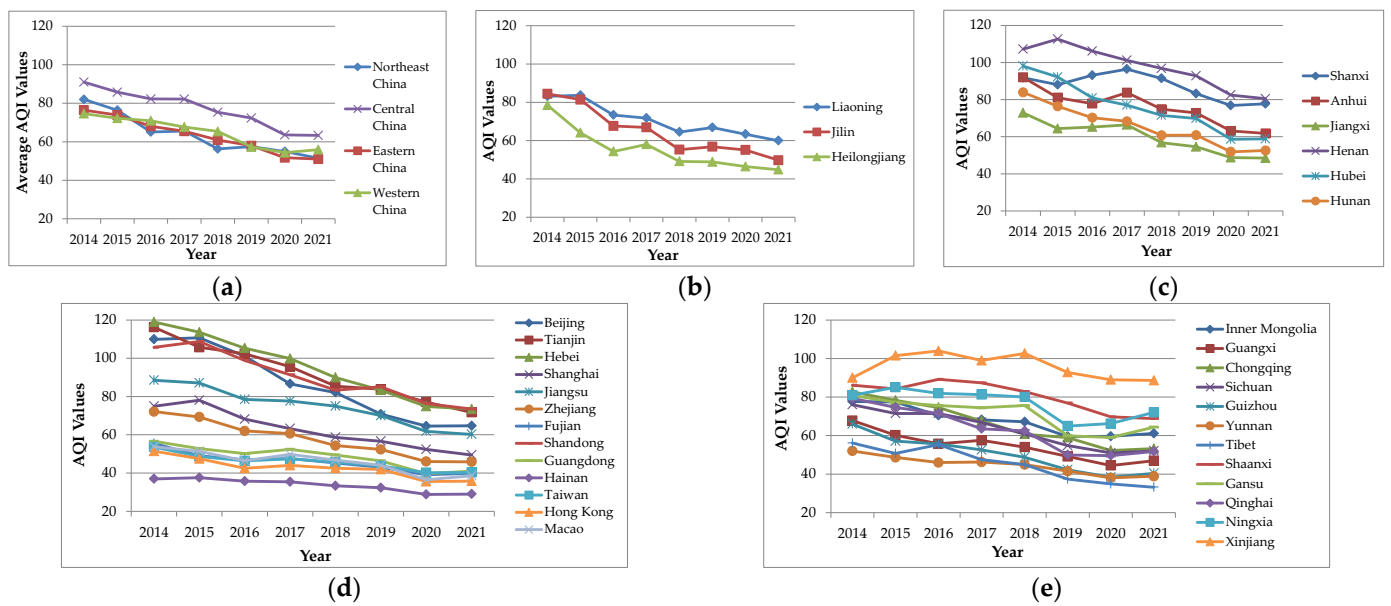 120
100
80
60
40
20
Average AQI Values
2014 2015 2016 2017 2018 2019 2020 2021
Year
Northeast
China
Central
China
Eastern
China
Western
China
(a)
120
100
80
60
40
20
0
AQI Values
2014 2015 2016 2017 2018 2019 2020 2021
Year
Liaoning
Jilin
Heilongjiang
(b)
120
100
80
60
40
20
AQI Values
2014 2015 2016 2017 2018 2019 2020 2021
Year
Shanxi
Anhui
Jiangxi
Henan
Hubei
Hunan
(c)
120
100
80
60
40
20
AQI Values
2014 2015 2016 2017 2018 2019 2020 2021
Year
Beijing
Tianjin
Hebei
Shanghai
Jiangsu
Zhejiang
Fujian
Shandong
Guangdong
Hainan
Taiwan
Hong Kong
Macao
(d)
120
100
80
60
40
20
AQI Values
2014 2015 2016 2017 2018 2019 2020 2021
Year
Inner Mongolia
Guangxi
Chongqing
Sichuan
Guizhou
Yunnan
Tibet
Shaanxi
Gansu
Qinghai
Ningxia
Xinjiang
(e)